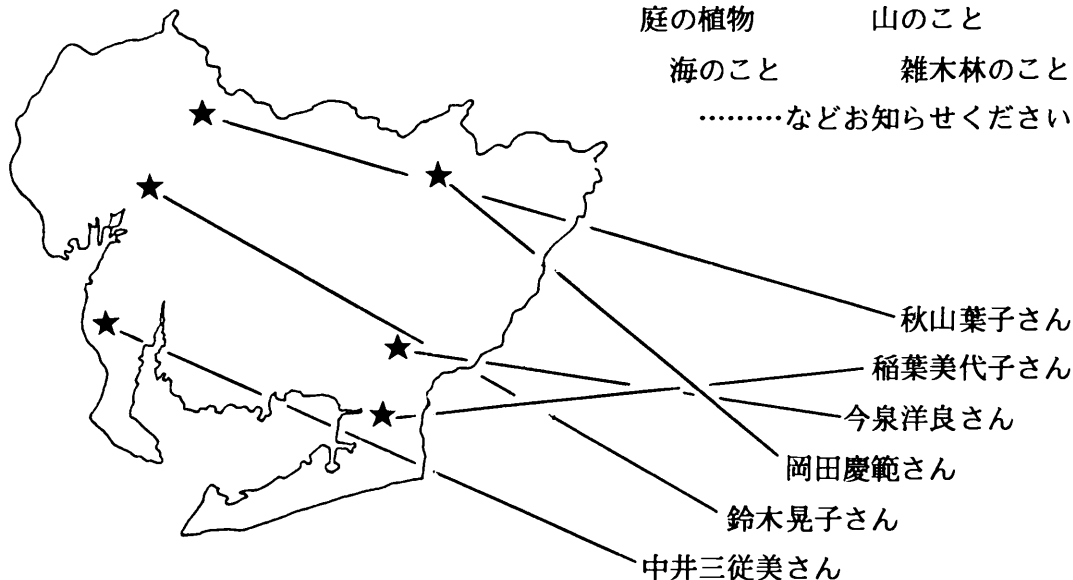 庭の植物 山のこと
海のこと 雑木林のこと
………などお知らせください
秋山葉子さん
稲葉美代子さん
今泉洋良さん
岡田慶範さん
鈴木晃子さん
中井三従美さん